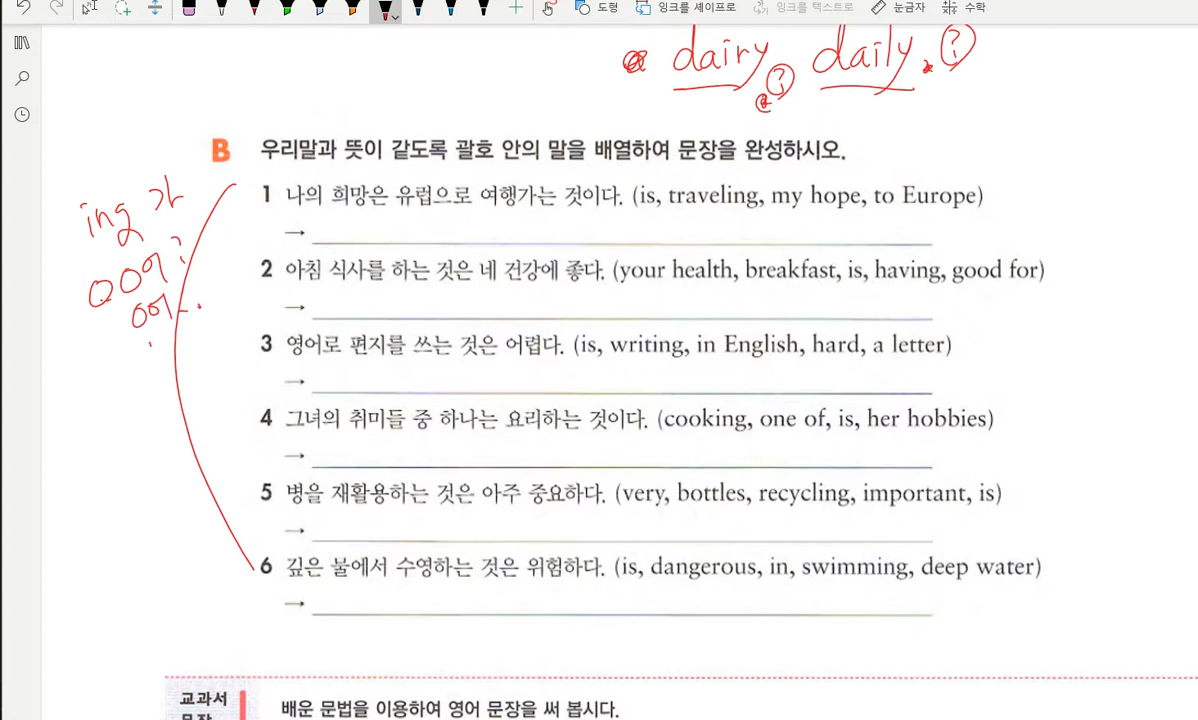 도형 잉크를 셰이프로 잉크를 텍스트로 눈금자 수학
dairy daily
B 우리말과 뜻이 같도록 괄호 안의 말을 배열하여 문장을 완성하시오.
1 나의 희망은 유럽으로 여행가는 것이다. (is, traveling, my hope, to Europe)
→
ing 가
2 아침 식사를 하는 것은 네 건강에 좋다. (your health, breakfast, is, having, good for)
→
3 영어로 편지를 쓰는 것은 어렵다. (is, writing, in English, hard, a letter)
→
4 그녀의 취미들 중 하나는 요리하는 것이다. (cooking, one of, is, her hobbies)
→
5 병을 재활용하는 것은 아주 중요하다. (very, bottles, recycling, important, is)
→
6 깊은 물에서 수영하는 것은 위험하다. (is, dangerous, in, swimming, deep water)
→
교과서
배운 문법을 이용하여 영어 문장을 써 봅시다.